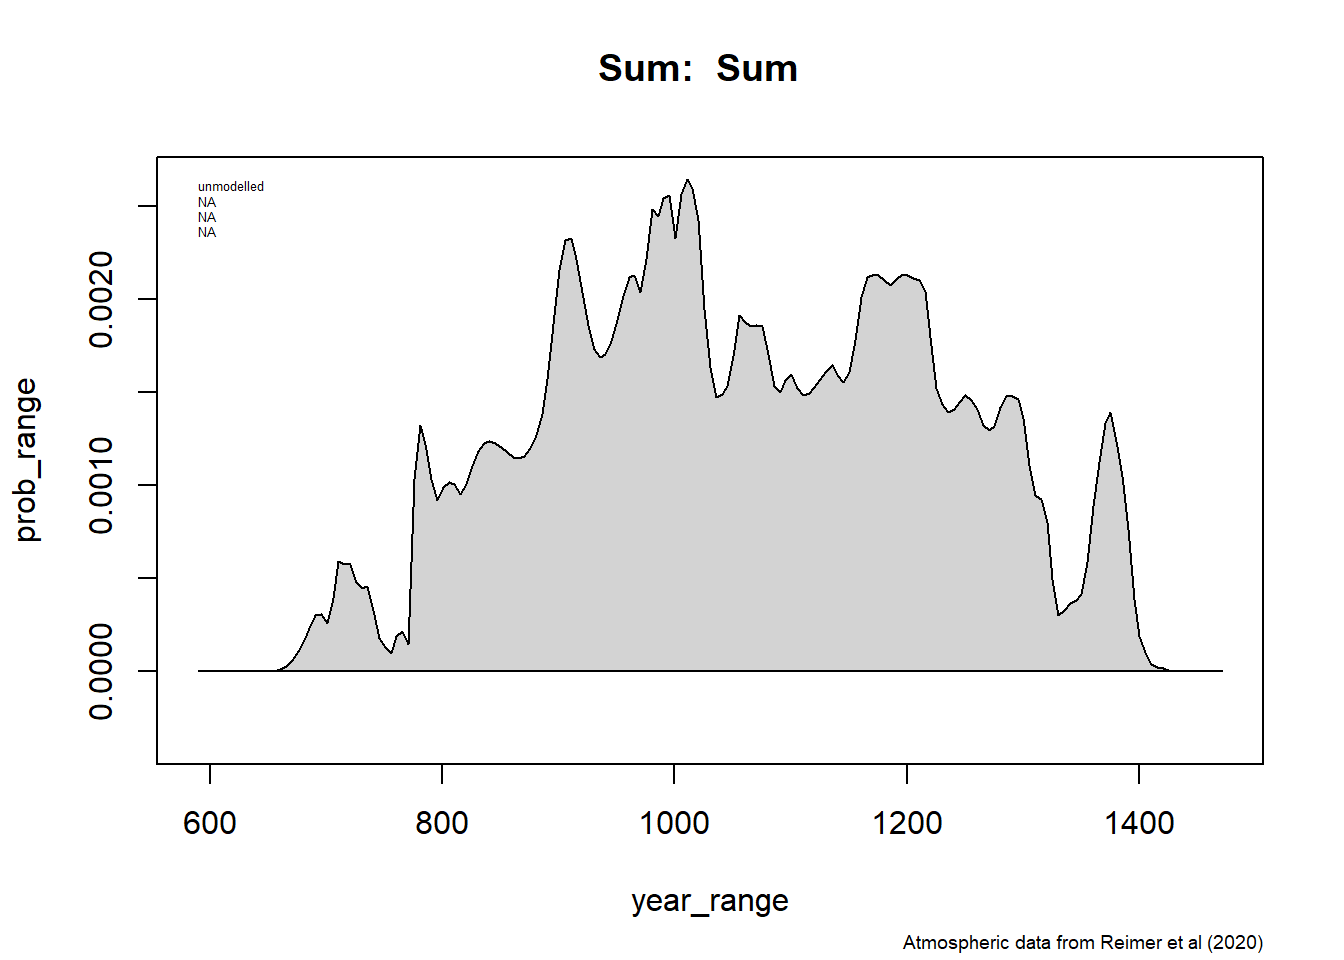 Sum:  Sum
unmodelled
NA
NA
NA
prob_range
0.0020
0.0010
0.0000
600 800 1000 1200 1400
year_range
Atmospheric data from Reimer et al (2020)